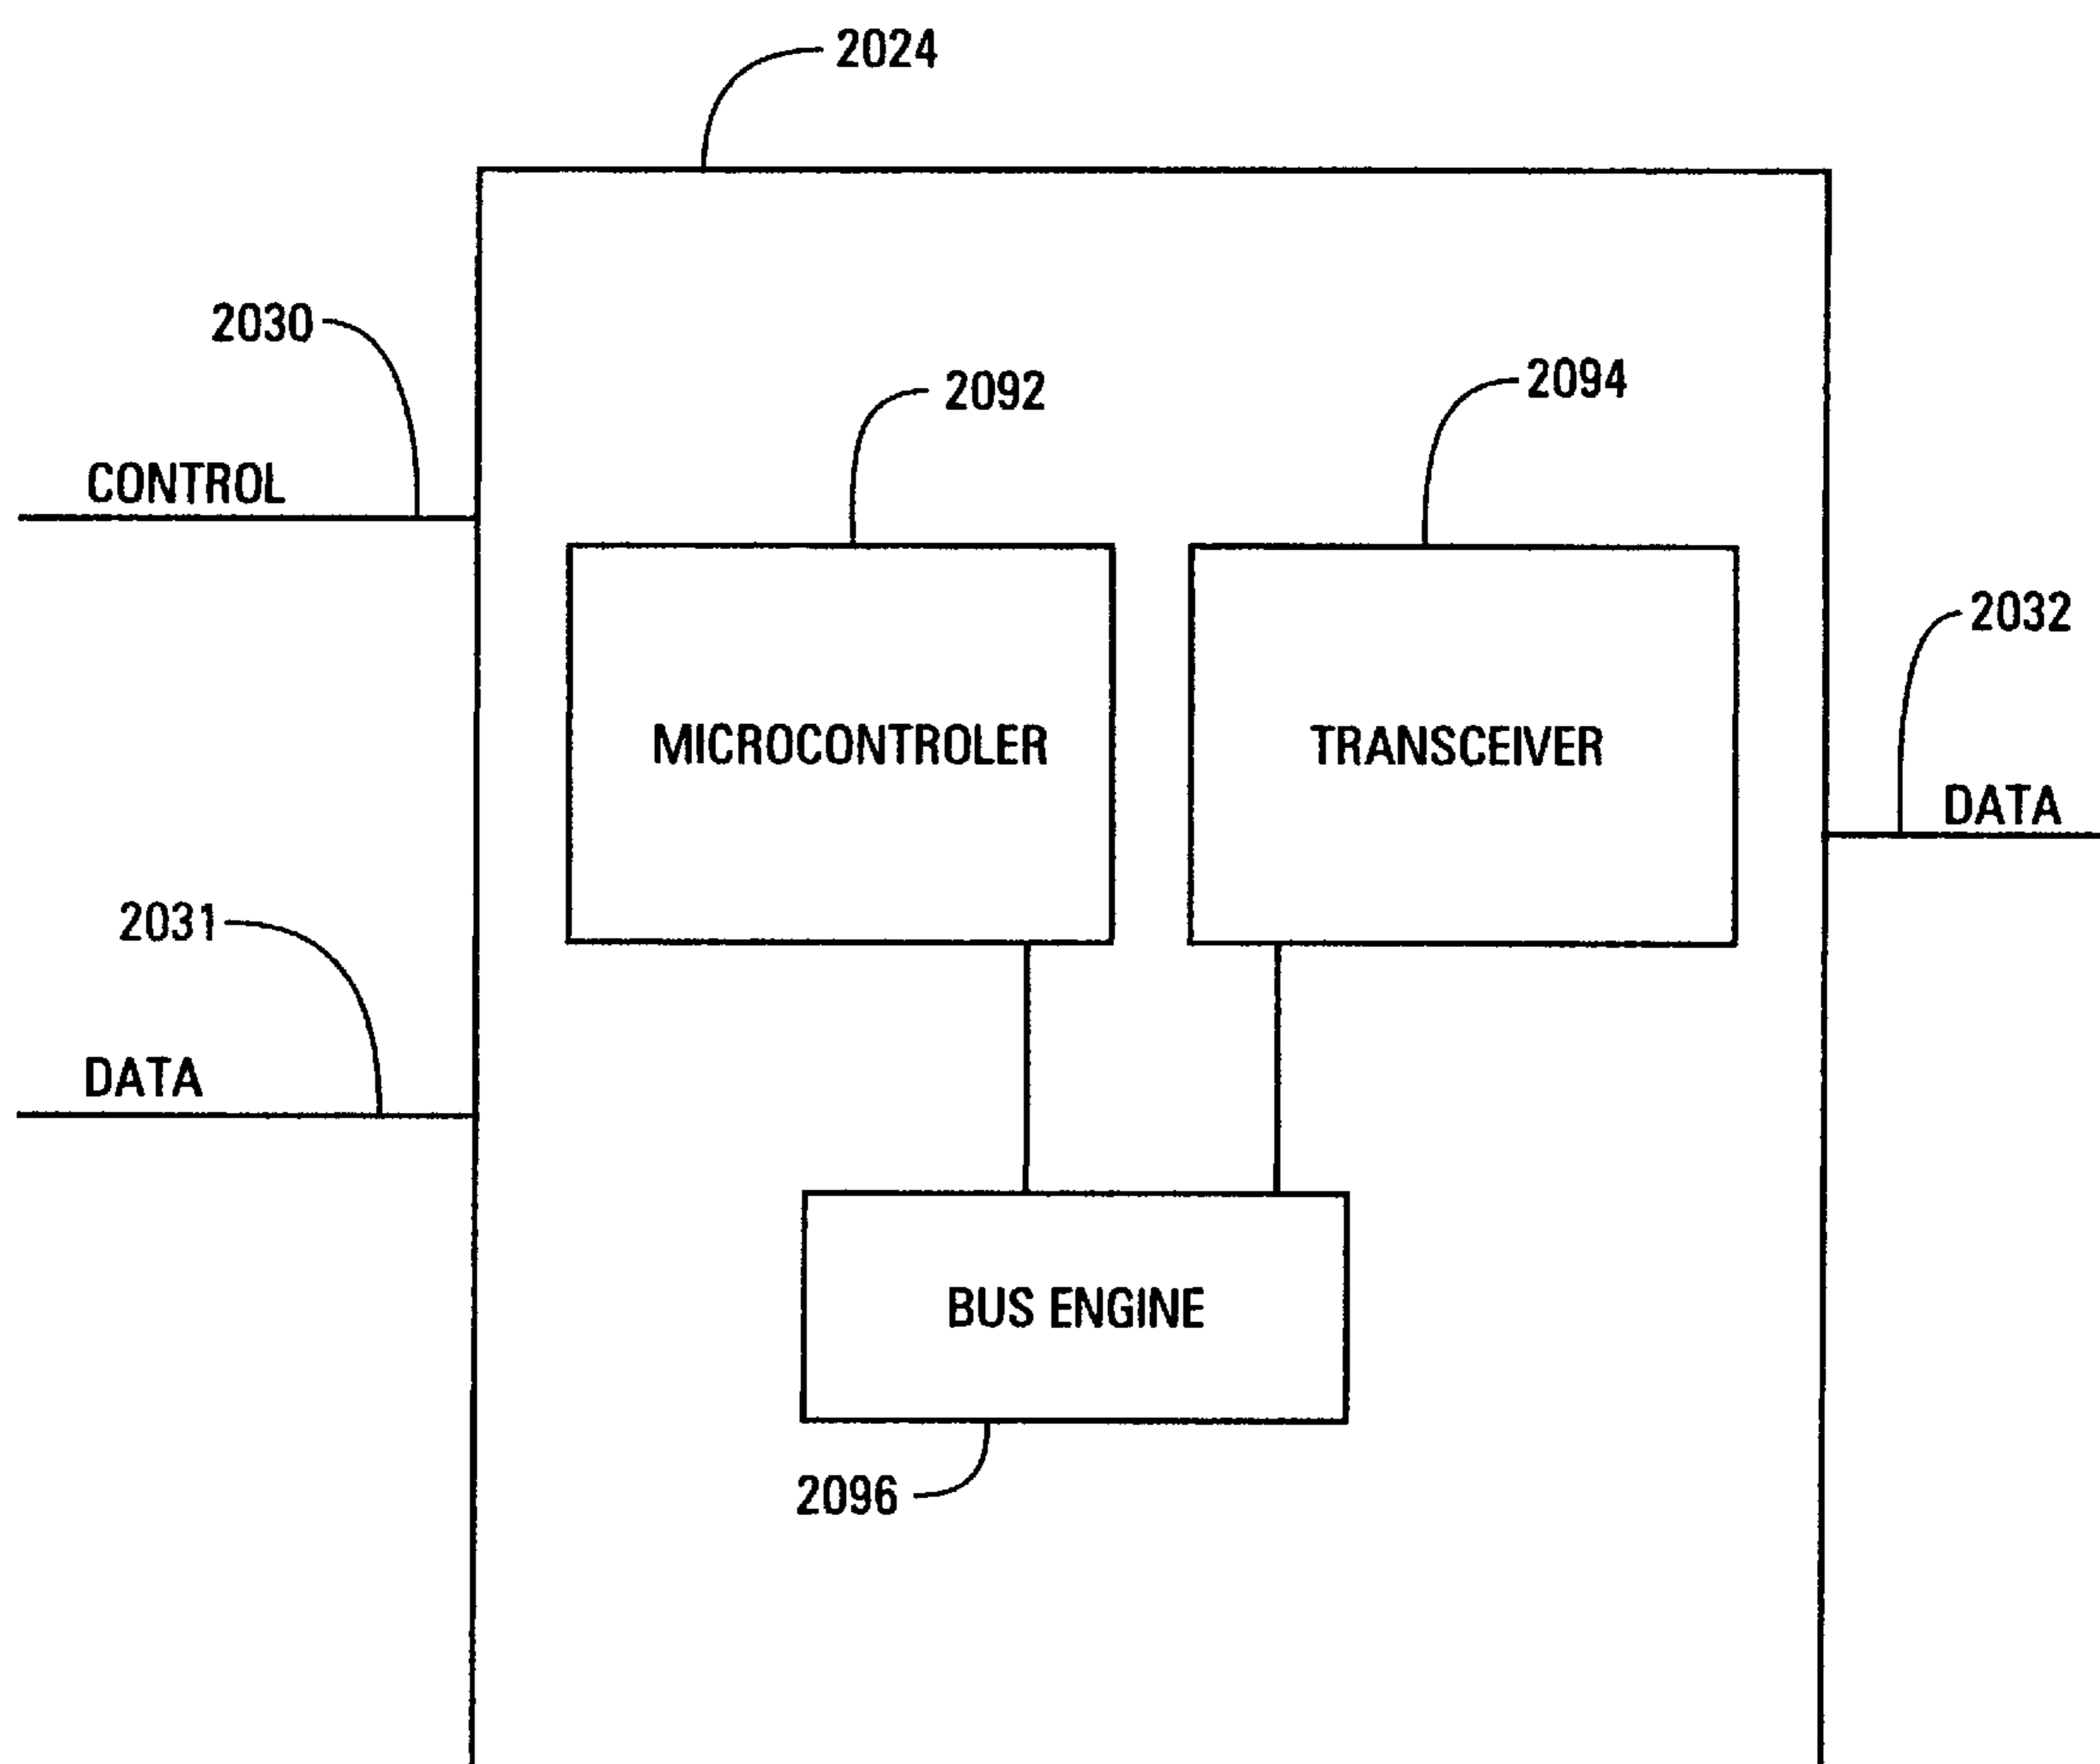 2024
2030
2092
2094
CONTROL
2032
MICROCONTROLER
TRANSCEIVER
DATA
2031
DATA
BUS ENGINE
2096